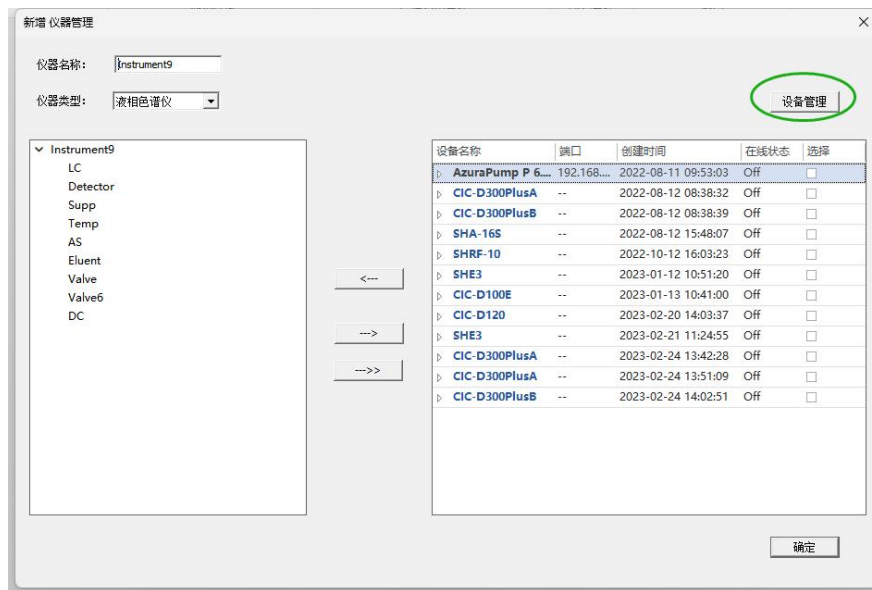 新增 仪器管理
仪器名称： Instrument9
仪器类型： 液相色谱仪
设备管理
Instrument9
LC
Detector
Supp
Temp
AS
Eluent
Valve
Valve6
DC
<---
--->
--->>
设备名称 端口 创建时间 在线状态 选择
AzuraPump P 6.... 192.168.... 2022-08-11 09:53:03 Off
CIC-D300PlusA -- 2022-08-12 08:38:32 Off
CIC-D300PlusB -- 2022-08-12 08:38:39 Off
SHA-16S -- 2022-08-12 15:48:07 Off
SHRF-10 -- 2022-10-12 16:03:23 Off
SHE3 -- 2023-01-12 10:51:20 Off
CIC-D100E -- 2023-01-13 10:41:00 Off
CIC-D120 -- 2023-02-20 14:03:37 Off
SHE3 -- 2023-02-21 11:24:55 Off
CIC-D300PlusA -- 2023-02-24 13:42:28 Off
CIC-D300PlusA -- 2023-02-24 13:51:09 Off
CIC-D300PlusB -- 2023-02-24 14:02:51 Off
确定